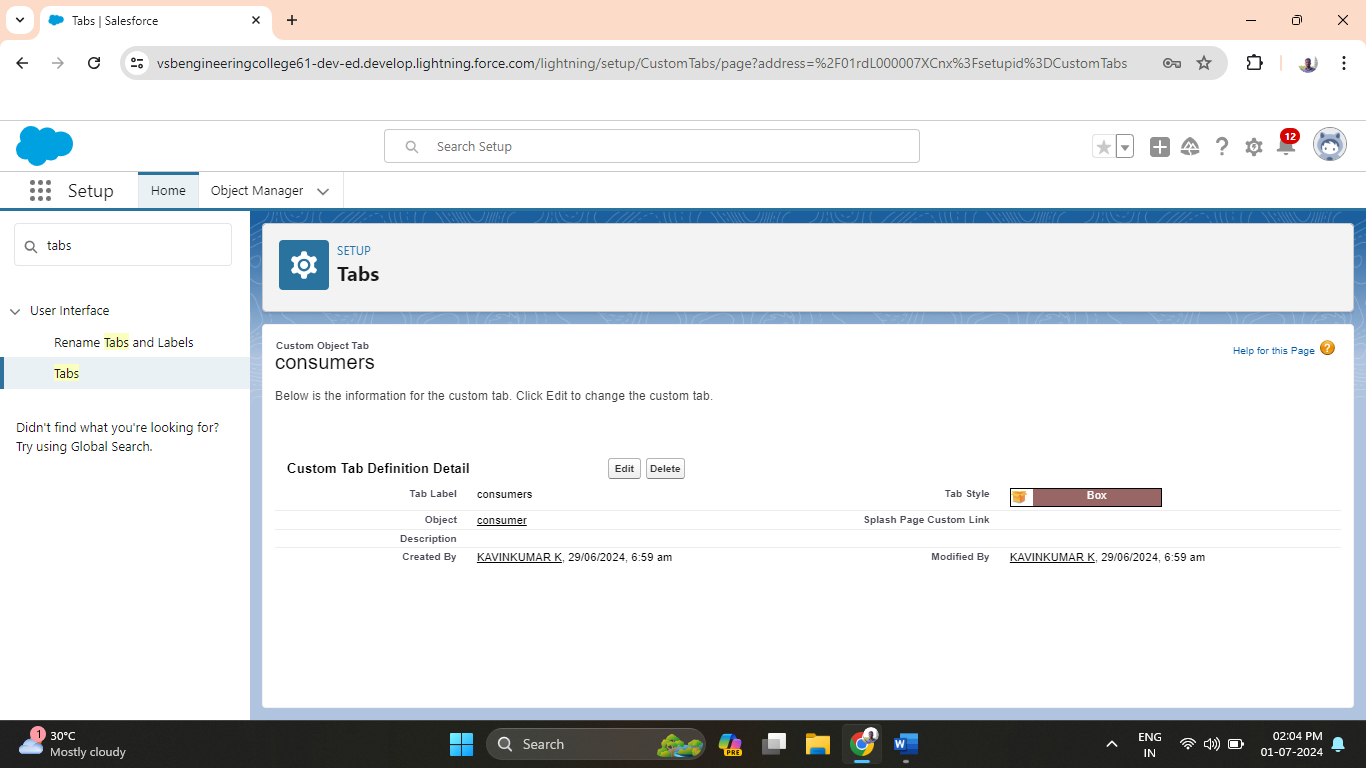 Tabs | Salesforce
vsbengineeringcollege61-dev-ed.develop.lightning.force.com/lightning/setup/CustomTabs/page?address=%2F01rdL000007XCnx%3Fsetupid%3DCustomTabs
Search Setup
12
Setup
Home
Object Manager
tabs
User Interface
Rename Tabs and Labels
Tabs
Didn't find what you're looking for?
Try using Global Search.
SETUP
Tabs
Custom Object Tab
consumers
Help for this Page ?
Below is the information for the custom tab. Click Edit to change the custom tab.
Custom Tab Definition Detail Edit Delete
Tab Label consumers Tab Style Box
Object consumer Splash Page Custom Link
Description
Created By KAVINKUMAR K, 29/06/2024, 6:59 am Modified By KAVINKUMAR K, 29/06/2024, 6:59 am
1
30°C
Mostly cloudy
Search
PRE
ENG
IN
02:04 PM
01-07-2024